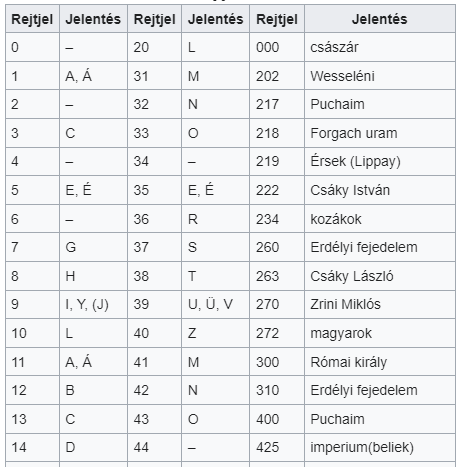 Rejtjel Jelentés Rejtjel Jelentés Rejtjel Jelentés
0 – 20 L 000 császár
1 A, Á 31 M 202 Wesseléni
2 – 32 N 217 Puchaim
3 C 33 O 218 Forgach uram
4 – 34 – 219 Érsek (Lippay)
5 E, É 35 E, É 222 Csáky István
6 – 36 R 234 kozákok
7 G 37 S 260 Erdélyi fejedelem
8 H 38 T 263 Csáky László
9 I, Y, (J) 39 U, Ü, V 270 Zrini Miklós
10 L 40 Z 272 magyarok
11 A, Á 41 M 300 Római király
12 B 42 N 310 Erdélyi fejedelem
13 C 43 O 400 Puchaim
14 D 44 – 425 imperium(beliek)